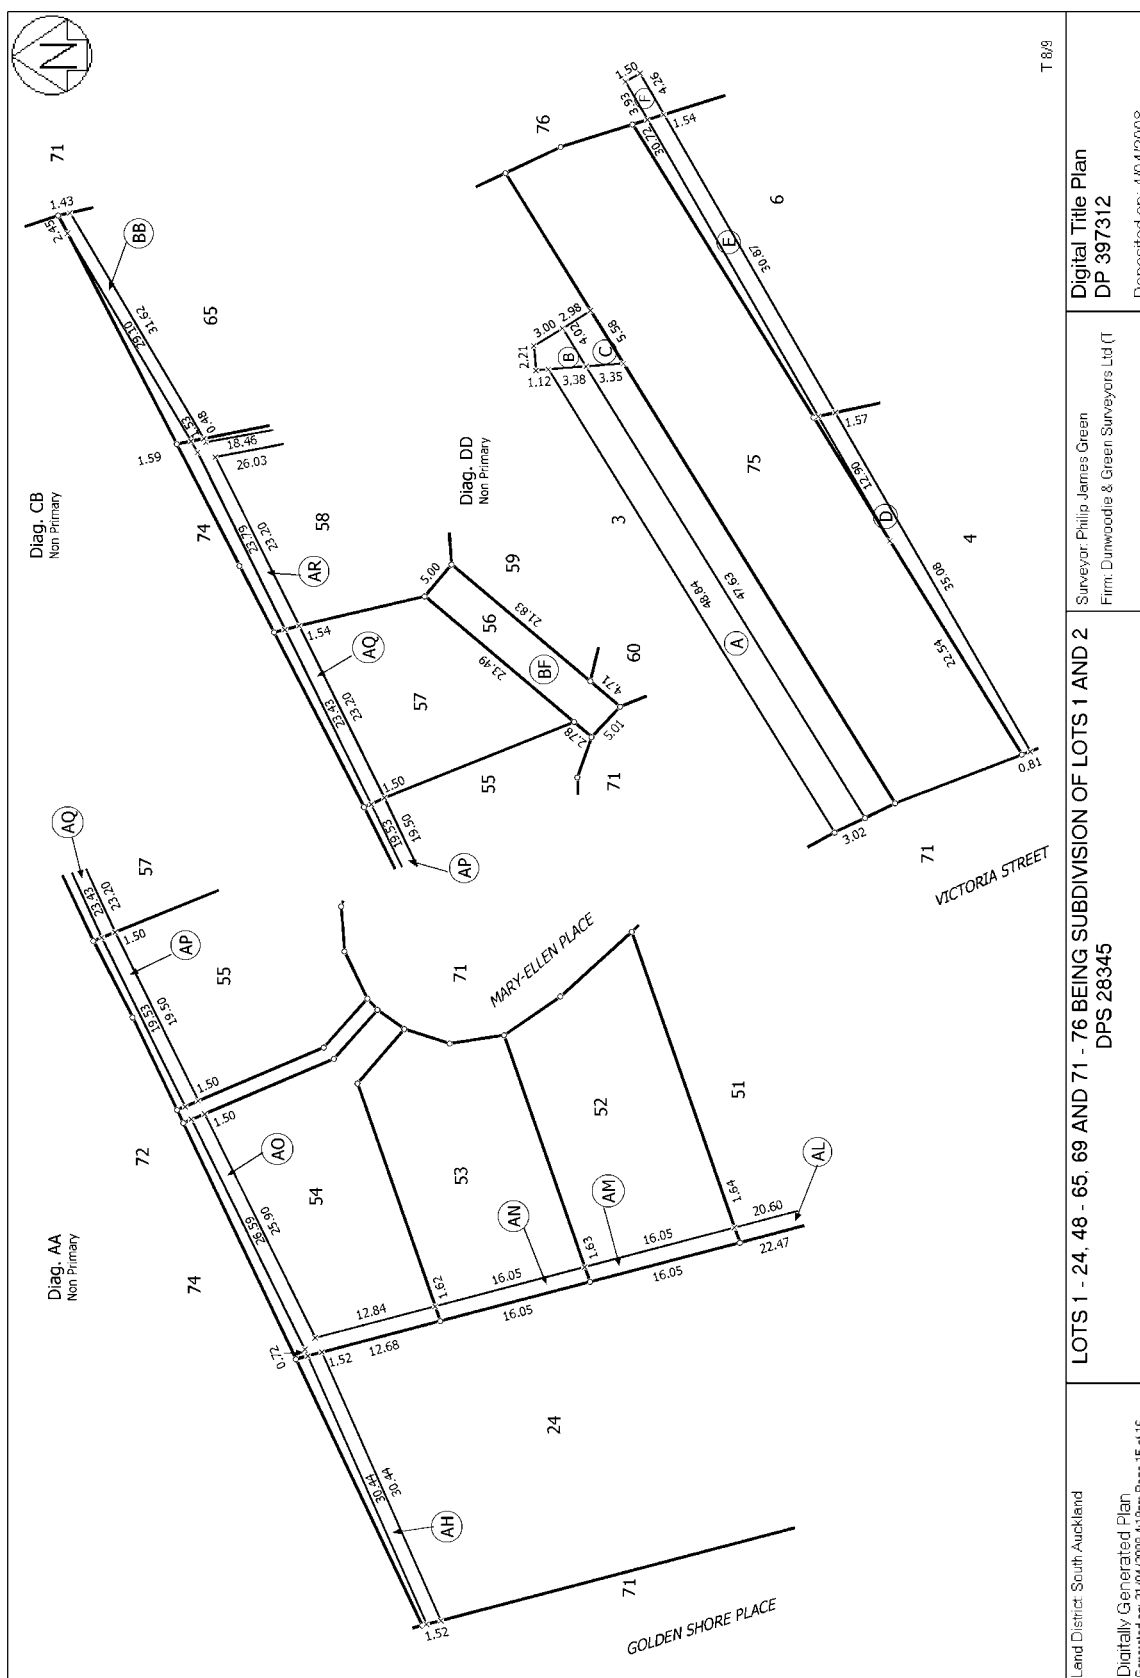 T 8/9
Diag. AA
Non Primary
72
74
AQ
57
23.43
23.20
1.50
AP
55
19.53
19.50
1.50
1.50
AO
54
26.59
25.90
0.72
12.84
12.68
1.52
1.62
53
AN
16.05
16.05
1.63
52
AM
16.05
16.05
1.64
51
AL
20.60
22.47
71
MARY-ELLEN PLACE
30.44
30.44
AH
24
1.52
71
GOLDEN SHORE PLACE
Diag. CB
Non Primary
71
1.43
2.45
BB
29.10
31.62
65
1.59
1.53
0.48
18.46
26.03
74
23.79
23.20
58
AR
1.54
AQ
23.43
23.20
57
1.50
19.53
19.50
AP
55
5.00
56
59
21.83
23.49
BF
60
4.71
2.78
5.01
71
Diag. DD
Non Primary
76
1.50
3.93
F
4.26
30.72
1.54
6
E
30.87
1.57
75
12.90
D
4
35.08
22.54
0.81
3.00
2.98
2.21
4.02
B
C
5.58
1.12
3.38
3.35
3
48.84
47.63
A
3.02
71
VICTORIA STREET
Land District: South Auckland
Digitally Generated Plan
LOTS 1 - 24, 48 - 65, 69 AND 71 - 76 BEING SUBDIVISION OF LOTS 1 AND 2
DPS 28345
Surveyor: Philip James Green
Firm: Dunwoodie & Green Surveyors Ltd (T
Digital Title Plan
DP 397312
Deposited on: 4/04/2008
N